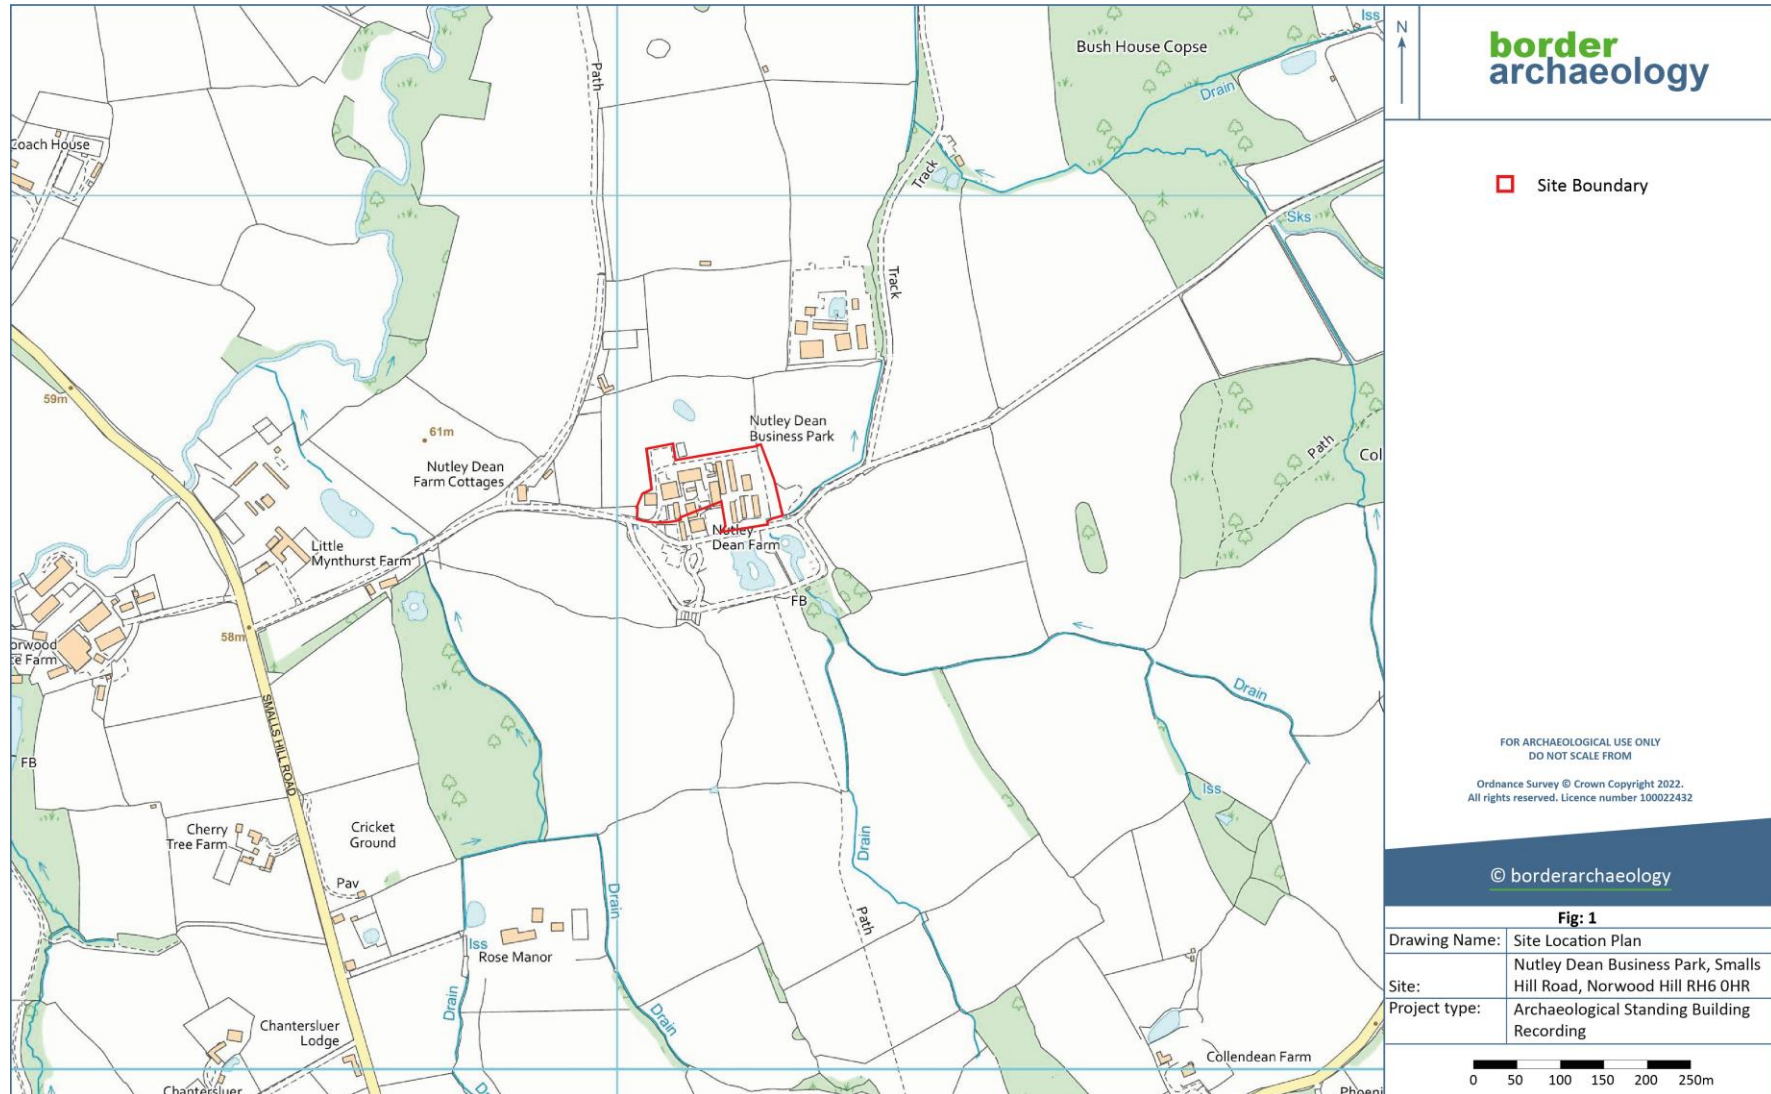 Iss
N
border
archaeology
Bush House Copse
Path
Drain
Coach House
Track
Site Boundary
Sks
Track
59m
Nutley Dean
Business Park
61m
Nutley Dean
Farm Cottages
Path
Col
Nutley
Dean Farm
Little
Mynthurst Farm
FB
58m
orwood
e Farm
Drain
SMALLS HILL ROAD
FOR ARCHAEOLOGICAL USE ONLY
DO NOT SCALE FROM
FB
Ordnance Survey © Crown Copyright 2022.
All rights reserved. Licence number 100022432
Iss
Cherry
Tree Farm
Cricket
Ground
Drain
© borderarchaeology
Pav
Drain
Path
Fig: 1
Iss
Rose Manor
Drawing Name:
Site Location Plan
Site:
Nutley Dean Business Park, Smalls
Hill Road, Norwood Hill RH6 0HR
Project type:
Archaeological Standing Building
Recording
Drain
Drain
Chantersluer
Lodge
Collendean Farm
0 50 100 150 200 250m
Chantersluer
Phoeni